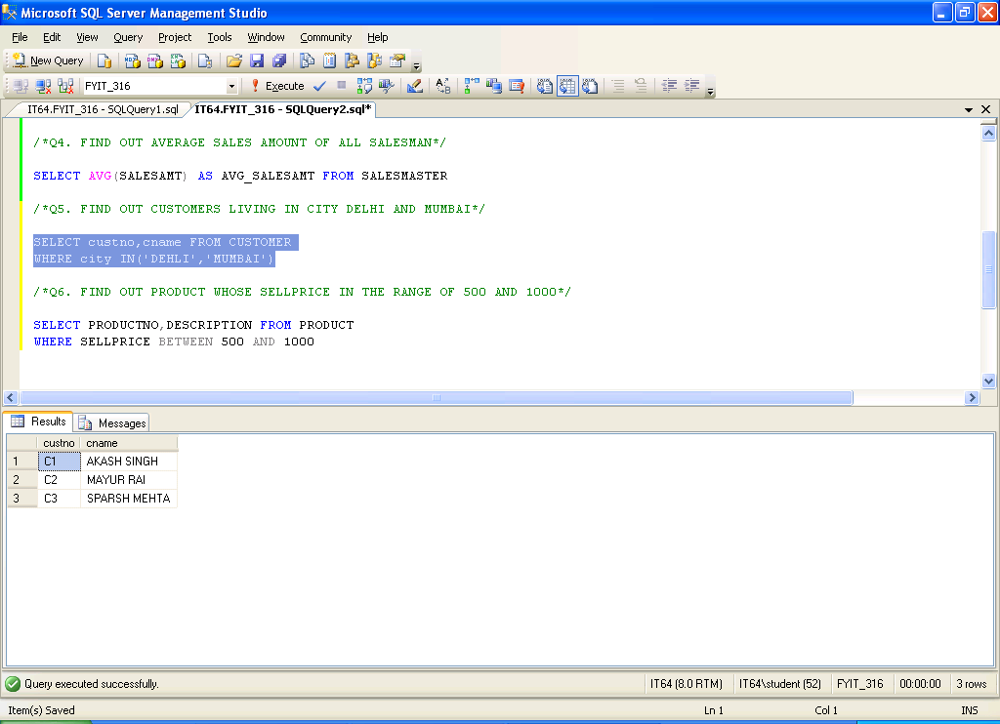 Microsoft SQL Server Management Studio
File Edit View Query Project Tools Window Community Help
New Query
FYIT_316 Execute
IT64.FYIT_316 - SQLQuery1.sql IT64.FYIT_316 - SQLQuery2.sql*
/*Q4. FIND OUT AVERAGE SALES AMOUNT OF ALL SALESMAN*/
SELECT AVG(SALESAMT) AS AVG_SALESAMT FROM SALESMASTER
/*Q5. FIND OUT CUSTOMERS LIVING IN CITY DELHI AND MUMBAI*/
SELECT custno,cname FROM CUSTOMER
WHERE city IN('DEHLI','MUMBAI')
/*Q6. FIND OUT PRODUCT WHOSE SELLPRICE IN THE RANGE OF 500 AND 1000*/
SELECT PRODUCTNO,DESCRIPTION FROM PRODUCT
WHERE SELLPRICE BETWEEN 500 AND 1000
Results Messages
custno cname
1 C1 AKASH SINGH
2 C2 MAYUR RAI
3 C3 SPARSH MEHTA
Query executed successfully. IT64 (8.0 RTM) IT64\student (52) FYIT_316 00:00:00 3 rows
Item(s) Saved Ln 1 Col 1 INS